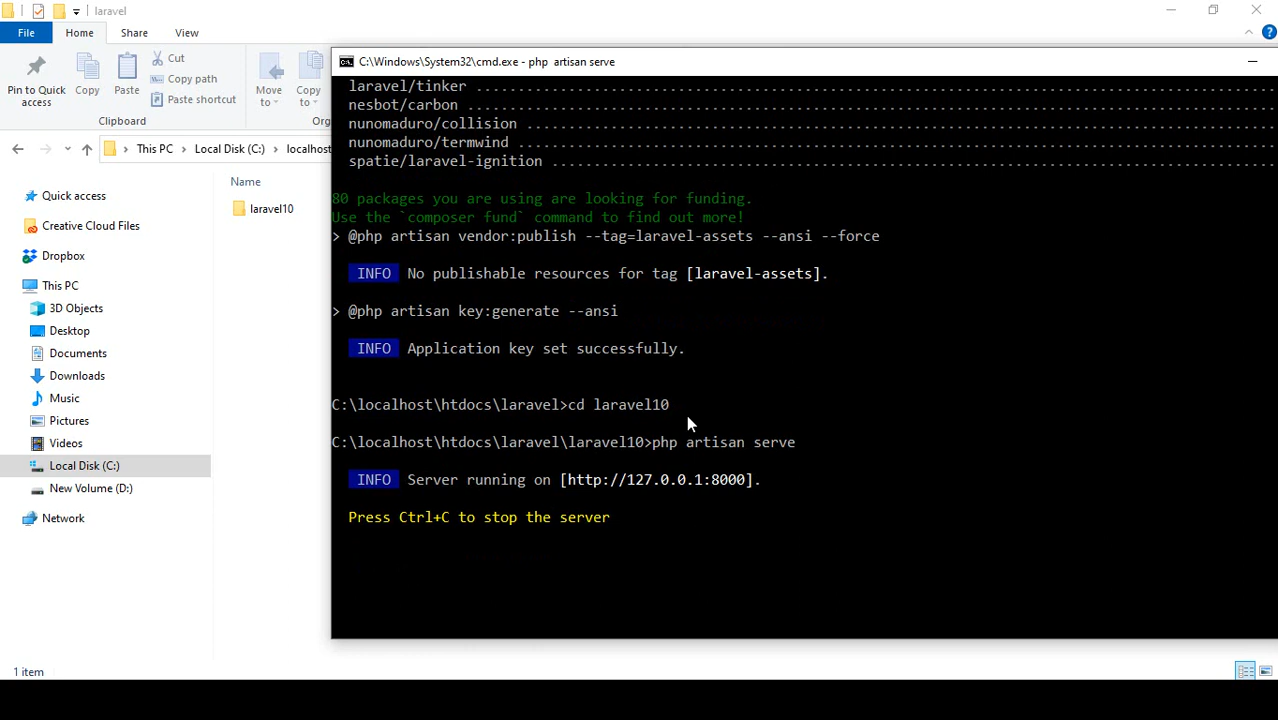 laravel
File
Home
Share
View
Pin to Quick
access
Copy
Paste
Cut
Copy path
Paste shortcut
Move
to
Copy
to
Clipboard
Org
This PC
Local Disk (C:)
localhost
Name
laravel10
Quick access
Creative Cloud Files
Dropbox
This PC
3D Objects
Desktop
Documents
Downloads
Music
Pictures
Videos
Local Disk (C:)
New Volume (D:)
Network
1 item
C:\Windows\System32\cmd.exe - php artisan serve
laravel/tinker ..............................................................................................
nesbot/carbon ...............................................................................................
nunomaduro/collision ........................................................................................
nunomaduro/termwind .........................................................................................
spatie/laravel-ignition .....................................................................................
80 packages you are using are looking for funding.
Use the `composer fund` command to find out more!
> @php artisan vendor:publish --tag=laravel-assets --ansi --force
INFO No publishable resources for tag [laravel-assets].
> @php artisan key:generate --ansi
INFO Application key set successfully.
C:\localhost\htdocs\laravel>cd laravel10
C:\localhost\htdocs\laravel\laravel10>php artisan serve
INFO Server running on [http://127.0.0.1:8000].
Press Ctrl+C to stop the server